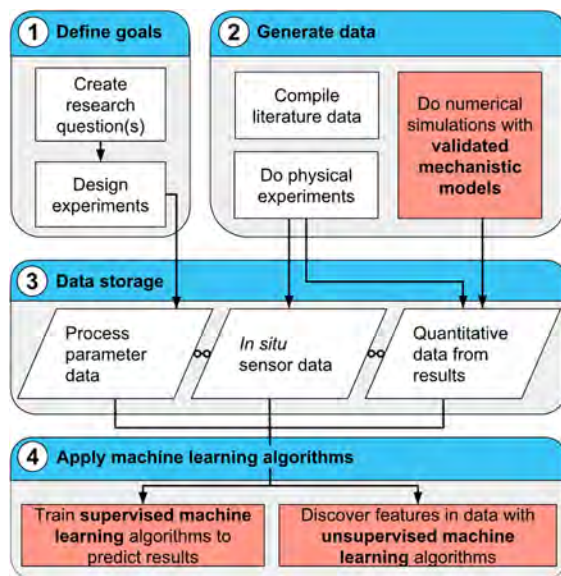 1 Define goals
Create
research
question(s)
Design
experiments
2 Generate data
Compile
literature data
Do physical
experiments
Do numerical
simulations with
validated
mechanistic
models
3 Data storage
Process
parameter
data
In situ
sensor data
Quantitative
data from
results
4 Apply machine learning algorithms
Train supervised machine
learning algorithms to
predict results
Discover features in data with
unsupervised machine
learning algorithms